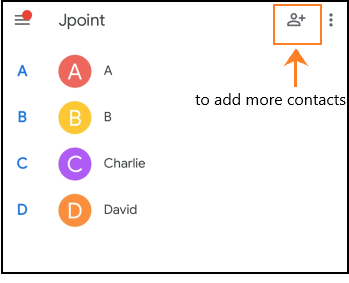 Jpoint
to add more contacts
A A A
B B B
C C Charlie
D D David